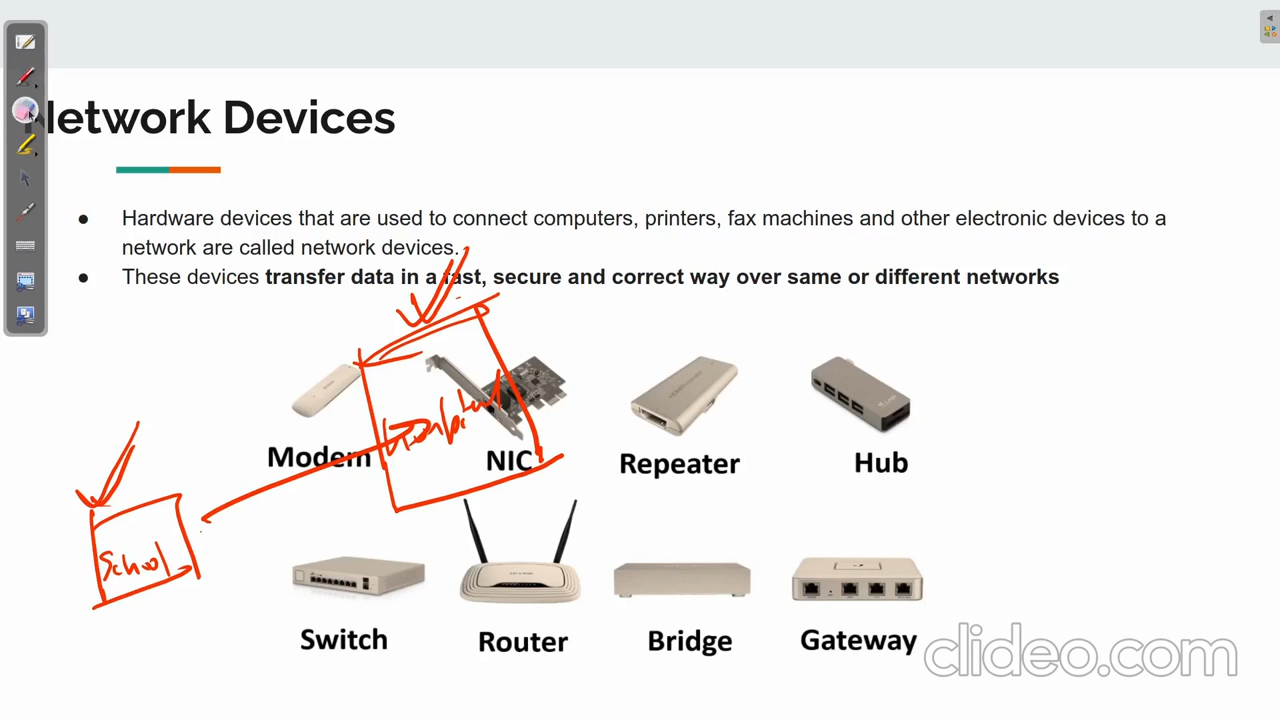 Network Devices
● Hardware devices that are used to connect computers, printers, fax machines and other electronic devices to a
network are called network devices.
● These devices transfer data in a fast, secure and correct way over same or different networks
Hospital
Modem NIC Repeater Hub
School
Switch Router Bridge Gateway
clideo.com